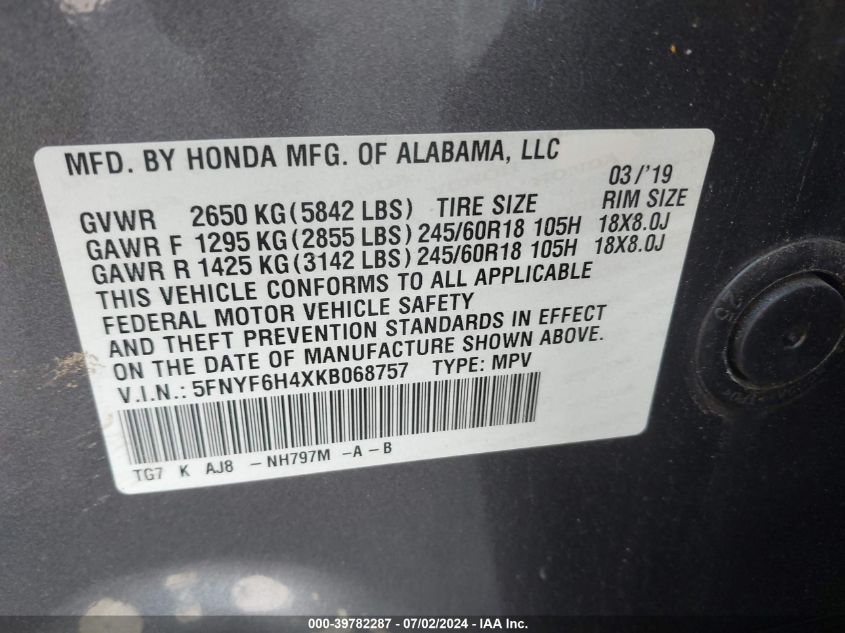 MFD. BY HONDA MFG. OF ALABAMA, LLC
03/'19
GVWR 2650 KG(5842 LBS) TIRE SIZE RIM SIZE
GAWR F 1295 KG(2855 LBS)245/60R18 105H 18X8.0J
GAWR R 1425 KG(3142 LBS)245/60R18 105H 18X8.0J
THIS VEHICLE CONFORMS TO ALL APPLICABLE
FEDERAL MOTOR VEHICLE SAFETY
AND THEFT PREVENTION STANDARDS IN EFFECT
ON THE DATE OF MANUFACTURE SHOWN ABOVE.
V.I.N.: 5FNYF6H4XKB068757 TYPE: MPV
TG7 K AJ8 -NH797M -A-B
000-39782287 - 07/02/2024 - IAA, Inc.